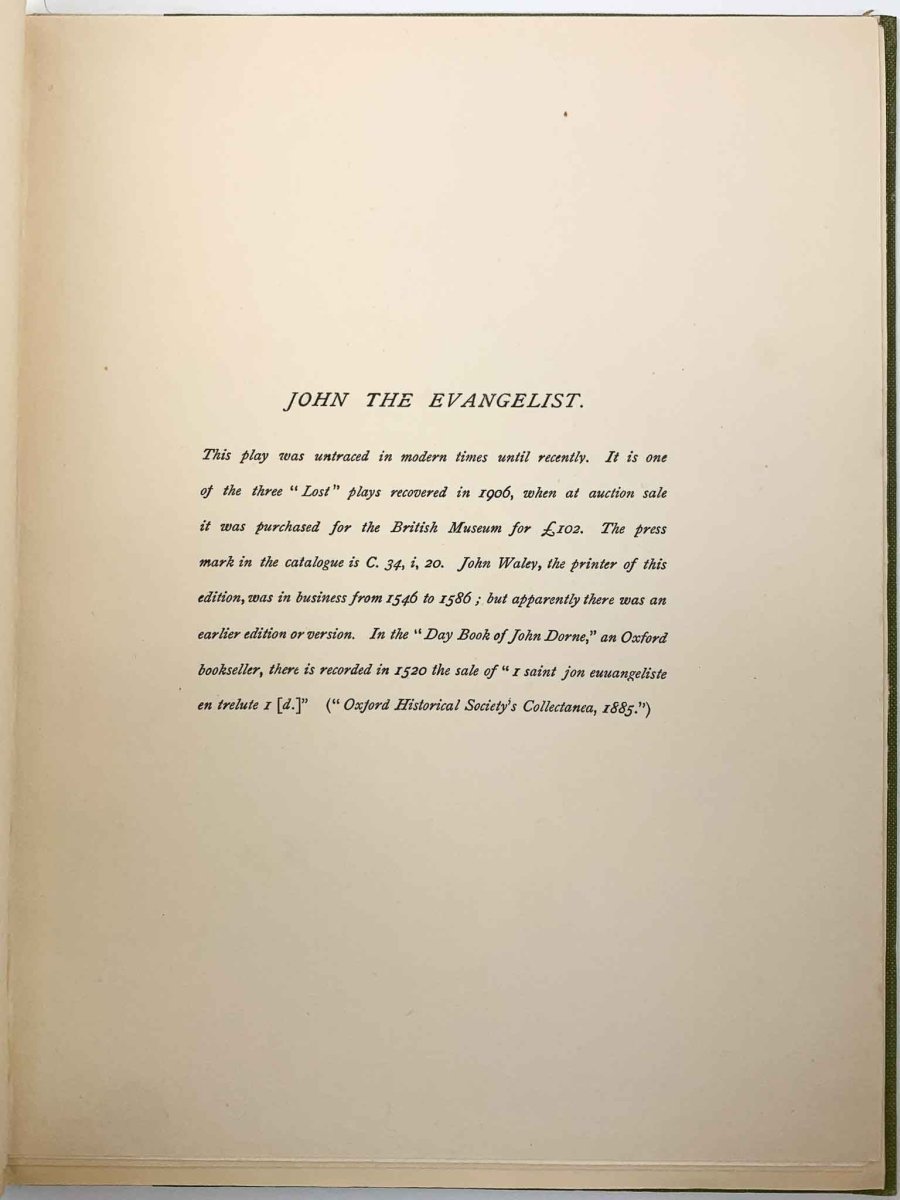 JOHN THE EVANGELIST.
This play was untraced in modern times until recently. It is one
of the three “Lost” plays recovered in 1906, when at auction sale
it was purchased for the British Museum for £102. The press
mark in the catalogue is C. 34, i, 20. John Waley, the printer of this
edition, was in business from 1546 to 1586; but apparently there was an
earlier edition or version. In the “Day Book of John Dorne,” an Oxford
bookseller, there is recorded in 1520 the sale of “1 saint jon euuangeliste
en trelute 1 [d.]” (“Oxford Historical Society's Collectanea, 1885.”)